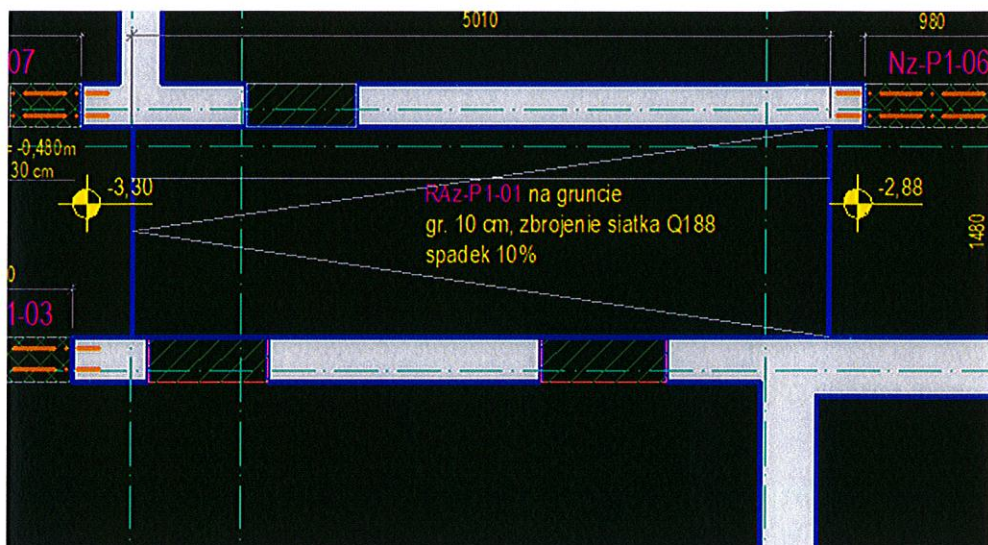 5010
980
07
Nz-P1-06
= -0,480m
30 cm
-3,30
RAz-P1-01 na gruncie
gr. 10 cm, zbrojenie siatka Q188
spadek 10%
-2,88
1480
0
1-03